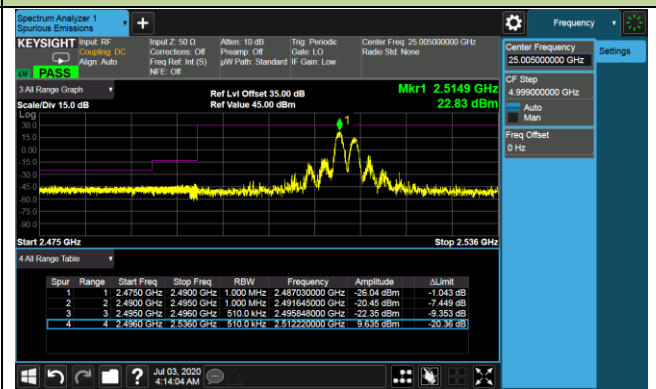 Spectrum Analyzer 1
Spurious Emissions
Frequency
KEYSIGHT
Input: RF
Coupling: DC
Align: Auto
Input Z: 50 Ω
Corrections: Off
Freq Ref: Int (S)
NFE: Off
Atten: 10 dB
Preamp: Off
µW Path: Standard
Trig: Periodic
Gate: LO
IF Gain: Low
Center Freq: 25.005000000 GHz
Radio Std: None
PASS
Center Frequency
25.005000000 GHz
Settings
CF Step
4.999000000 GHz
Auto
Man
Freq Offset
0 Hz
3 All Range Graph
Scale/Div 15.0 dB
Ref Lvl Offset 35.00 dB
Ref Value 45.00 dBm
Mkr1 2.5149 GHz
22.83 dBm
Log
30.0
15.0
0.00
-15.0
-30.0
-45.0
-60.0
-75.0
-90.0
1
Start 2.475 GHz
Stop 2.536 GHz
4 All Range Table
Spur Range Start Freq Stop Freq RBW Frequency Amplitude ΔLimit
1 1 2.4750 GHz 2.4900 GHz 1.000 MHz 2.487030000 GHz -26.04 dBm -1.043 dB
2 2 2.4900 GHz 2.4950 GHz 1.000 MHz 2.491645000 GHz -20.45 dBm -7.449 dB
3 3 2.4950 GHz 2.4960 GHz 510.0 kHz 2.495848000 GHz -22.35 dBm -9.353 dB
4 4 2.4960 GHz 2.5360 GHz 510.0 kHz 2.512220000 GHz 9.635 dBm -20.36 dB
?
Jul 03, 2020
4:14:04 AM